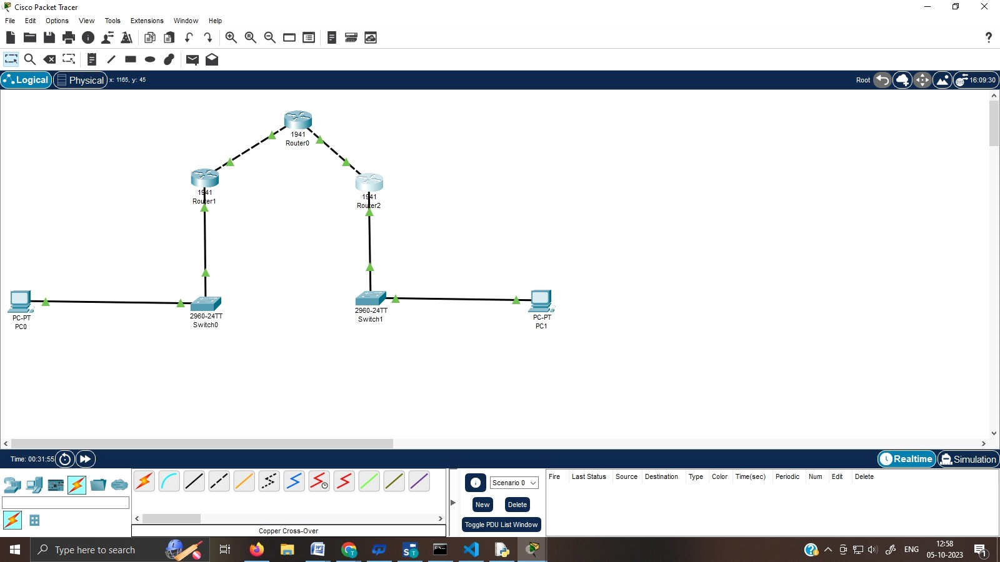 Cisco Packet Tracer
File Edit Options View Tools Extensions Window Help
Logical Physical x: 1165, y: 45 Root 16:09:30
1941
Router0
1941
Router1
1941
Router2
PC-PT
PC0
2960-24TT
Switch0
2960-24TT
Switch1
PC-PT
PC1
Time: 00:31:55 Realtime Simulation
Scenario 0
New Delete
Toggle PDU List Window
Fire Last Status Source Destination Type Color Time(sec) Periodic Num Edit Delete
Copper Cross-Over
Type here to search
ENG
12:58
05-10-2023
1